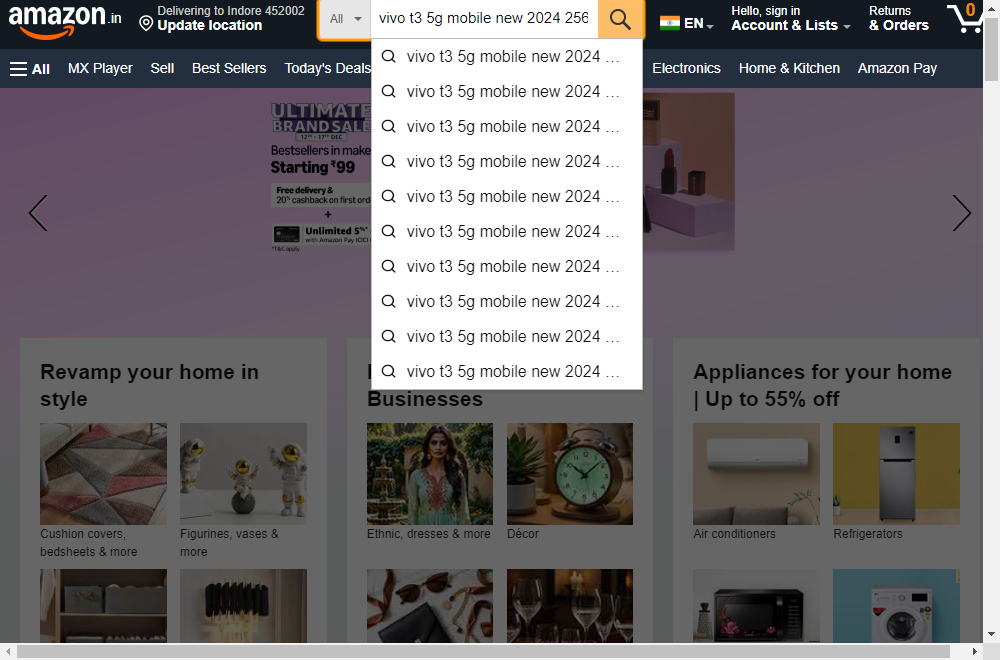 amazon.in
Delivering to Indore 452002
Update location
All
vivo t3 5g mobile new 2024 256
EN
Hello, sign in
Account & Lists
Returns
& Orders
0
All
MX Player
Sell
Best Sellers
Today's Deals
Electronics
Home & Kitchen
Amazon Pay
vivo t3 5g mobile new 2024 …
vivo t3 5g mobile new 2024 …
vivo t3 5g mobile new 2024 …
vivo t3 5g mobile new 2024 …
vivo t3 5g mobile new 2024 …
vivo t3 5g mobile new 2024 …
vivo t3 5g mobile new 2024 …
vivo t3 5g mobile new 2024 …
vivo t3 5g mobile new 2024 …
vivo t3 5g mobile new 2024 …
ULTIMATE
BRAND SALE
12TH - 17TH DEC
Bestsellers in make
Starting ₹99
Free delivery &
20% cashback on first orde
+
Unlimited 5%*
with Amazon Pay ICICI
*T&C apply
Revamp your home in
style
Cushion covers,
bedsheets & more
Figurines, vases &
more
Businesses
Ethnic, dresses & more
Décor
Appliances for your home
| Up to 55% off
Air conditioners
Refrigerators